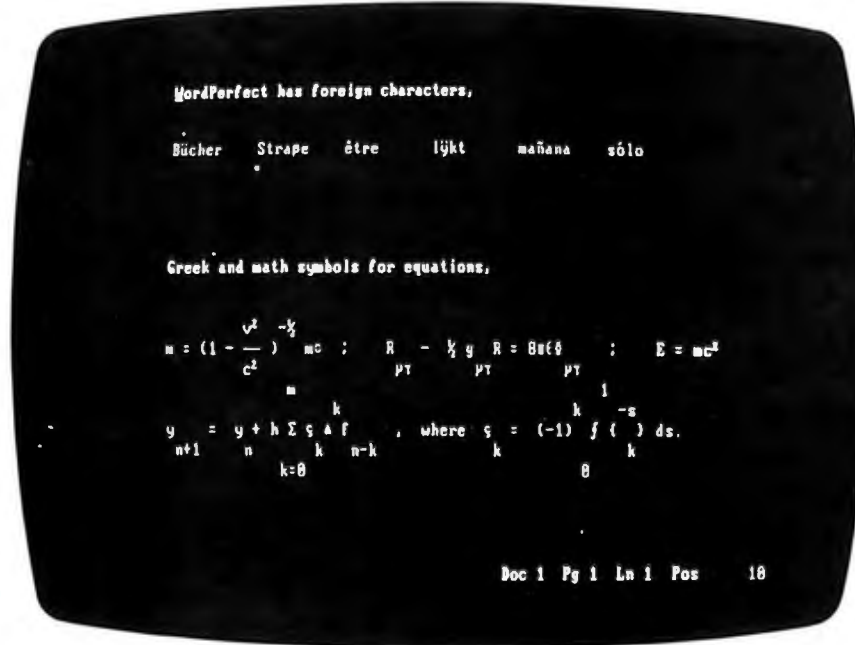 WordPerfect has foreign characters,
Bücher Straβe être lÿkt mañana sólo
Greek and math symbols for equations,
v² -½
m = (1 - ── ) mc ; R - ½ g R = 8π : E = mc²
c² μτ μτ μτ
m 1
k k -s
y = y + h Σ ç f , where ç = (-1) ∫ ( ) ds.
n+1 n k n-k k k
k=0 0
Doc 1 Pg 1 Ln 1 Pos 10